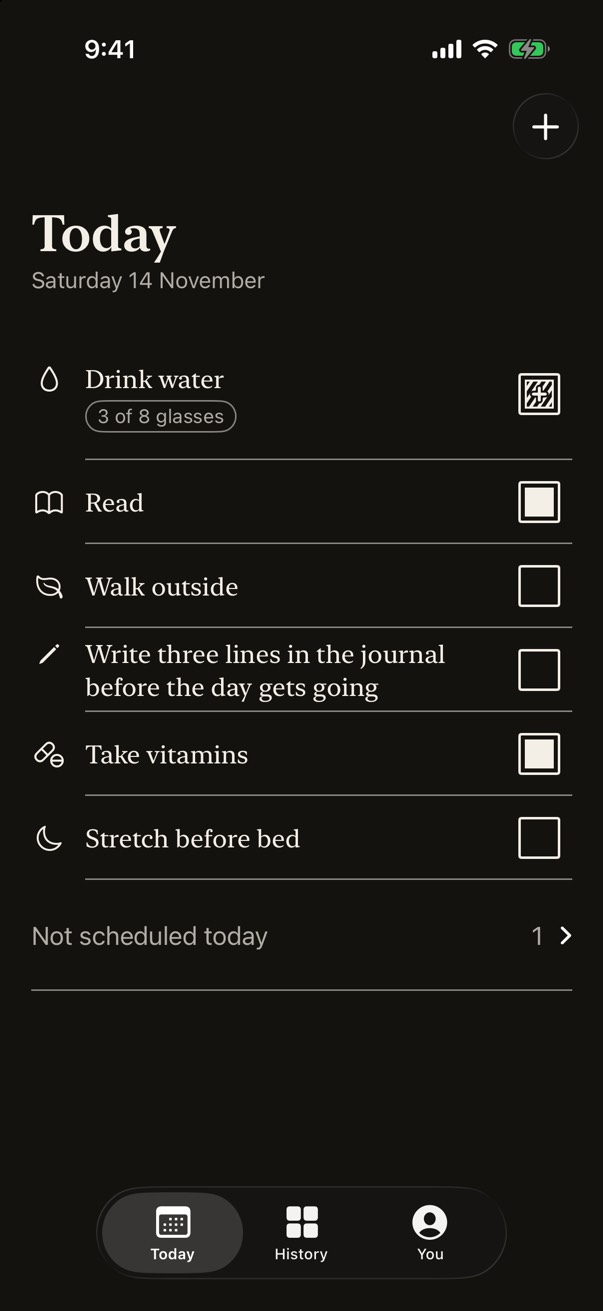 9:41
Today
Saturday 14 November
Drink water
3 of 8 glasses
Read
Walk outside
Write three lines in the journal
before the day gets going
Take vitamins
Stretch before bed
Not scheduled today 1
Today
History
You